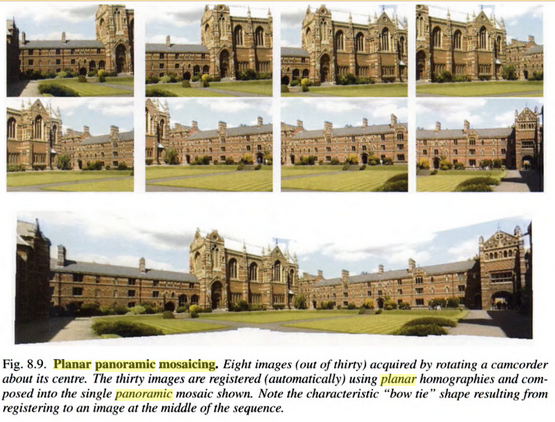 Fig. 8.9. Planar panoramic mosaicing. Eight images (out of thirty) acquired by rotating a camcorder
about its centre. The thirty images are registered (automatically) using planar homographies and com-
posed into the single panoramic mosaic shown. Note the characteristic “bow tie” shape resulting from
registering to an image at the middle of the sequence.